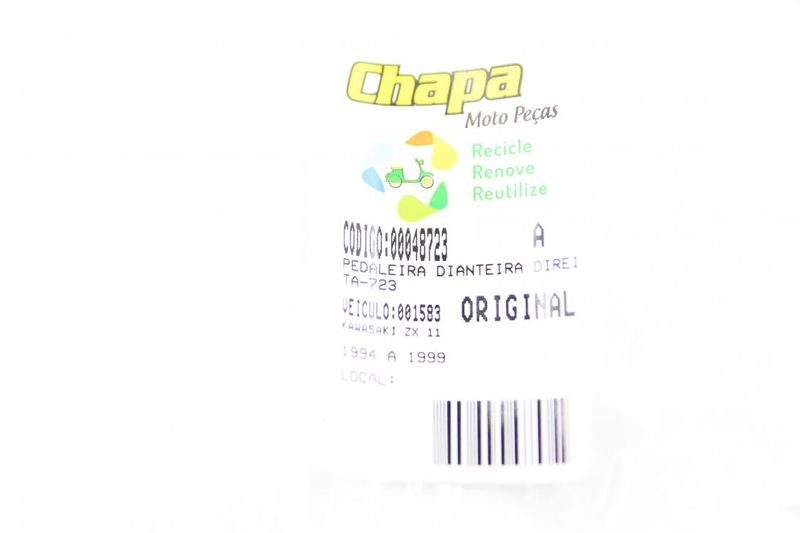 Chapa
Moto Peças
Recicle
Renove
Reutilize
CODIGO:00048723 A
PEDALEIRA DIANTEIRA DIREI
TA-723
VEICULO:001583 ORIGINAL
KAWASAKI ZX 11
1994 A 1999
LOCAL: